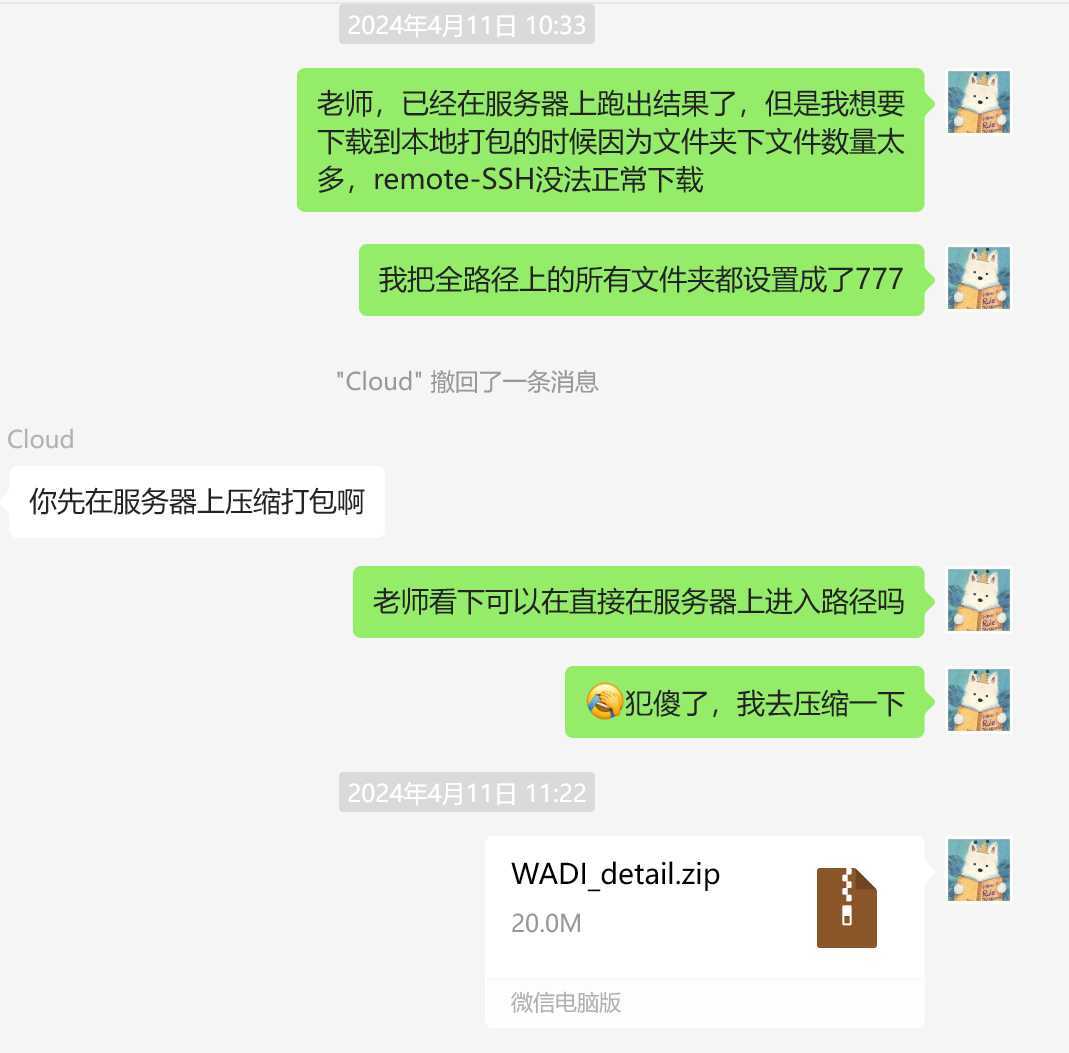 2024年4月11日 10:33
老师，已经在服务器上跑出结果了，但是我想要
下载到本地打包的时候因为文件夹下文件数量太
多，remote-SSH没法正常下载
我把全路径上的所有文件夹都设置成了777
"Cloud" 撤回了一条消息
Cloud
你先在服务器上压缩打包啊
老师看下可以在直接在服务器上进入路径吗
🤣犯傻了，我去压缩一下
2024年4月11日 11:22
WADI_detail.zip
20.0M
微信电脑版